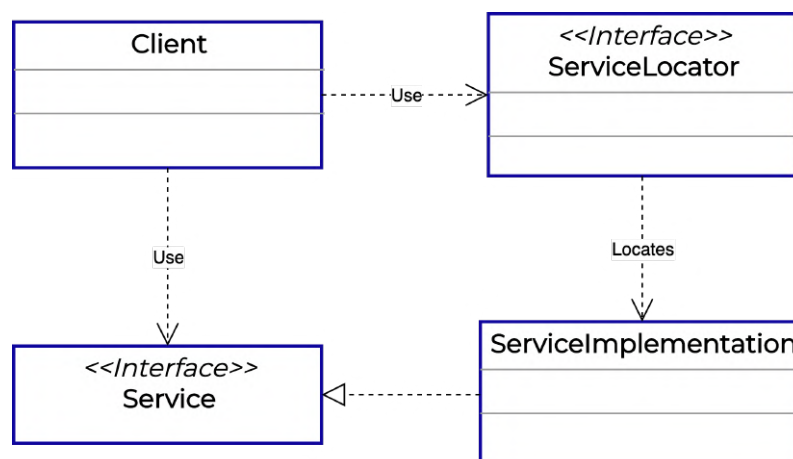 Client
<<Interface>>
ServiceLocator
Use
Use
Locates
<<Interface>>
Service
ServiceImplementation